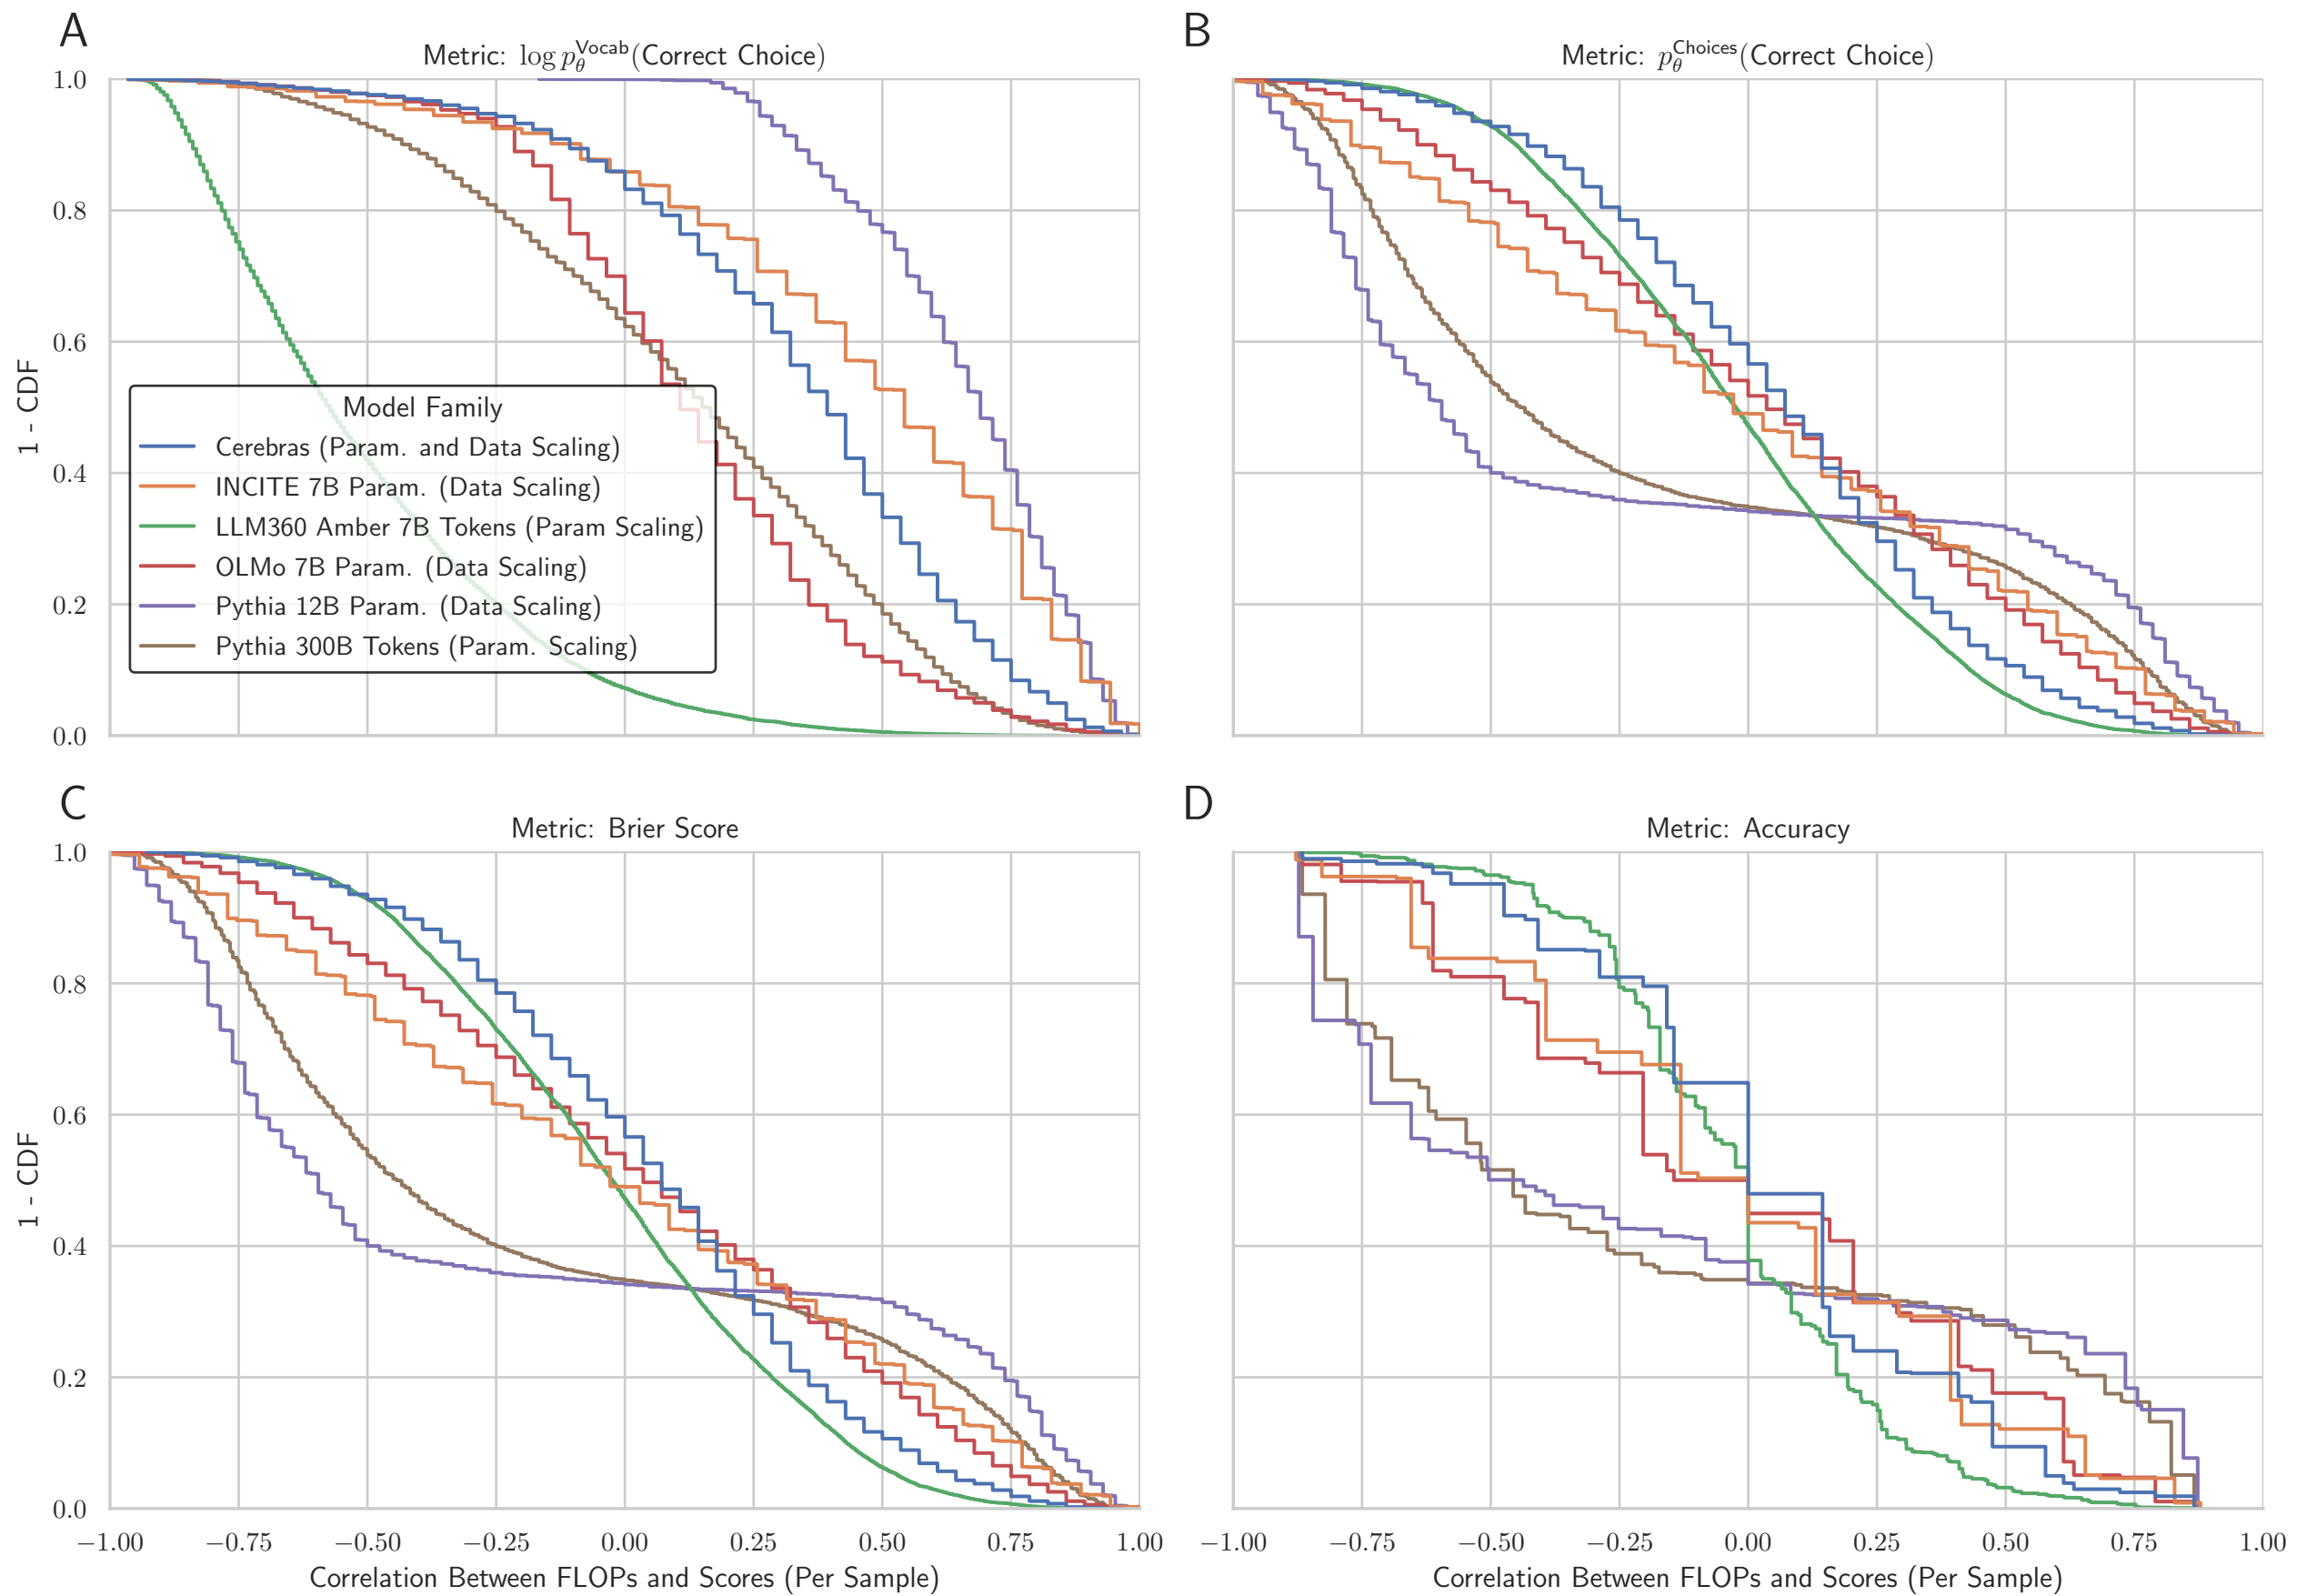 A
Metric: log p_θ^Vocab(Correct Choice)
B
Metric: p_θ^Choices(Correct Choice)
1.0
0.8
0.6
0.4
0.2
0.0
1 - CDF
Model Family
Cerebras (Param. and Data Scaling)
INCITE 7B Param. (Data Scaling)
LLM360 Amber 7B Tokens (Param Scaling)
OLMo 7B Param. (Data Scaling)
Pythia 12B Param. (Data Scaling)
Pythia 300B Tokens (Param. Scaling)
C
Metric: Brier Score
D
Metric: Accuracy
1.0
0.8
0.6
0.4
0.2
0.0
1 - CDF
−1.00 −0.75 −0.50 −0.25 0.00 0.25 0.50 0.75 1.00
Correlation Between FLOPs and Scores (Per Sample)
−1.00 −0.75 −0.50 −0.25 0.00 0.25 0.50 0.75 1.00
Correlation Between FLOPs and Scores (Per Sample)